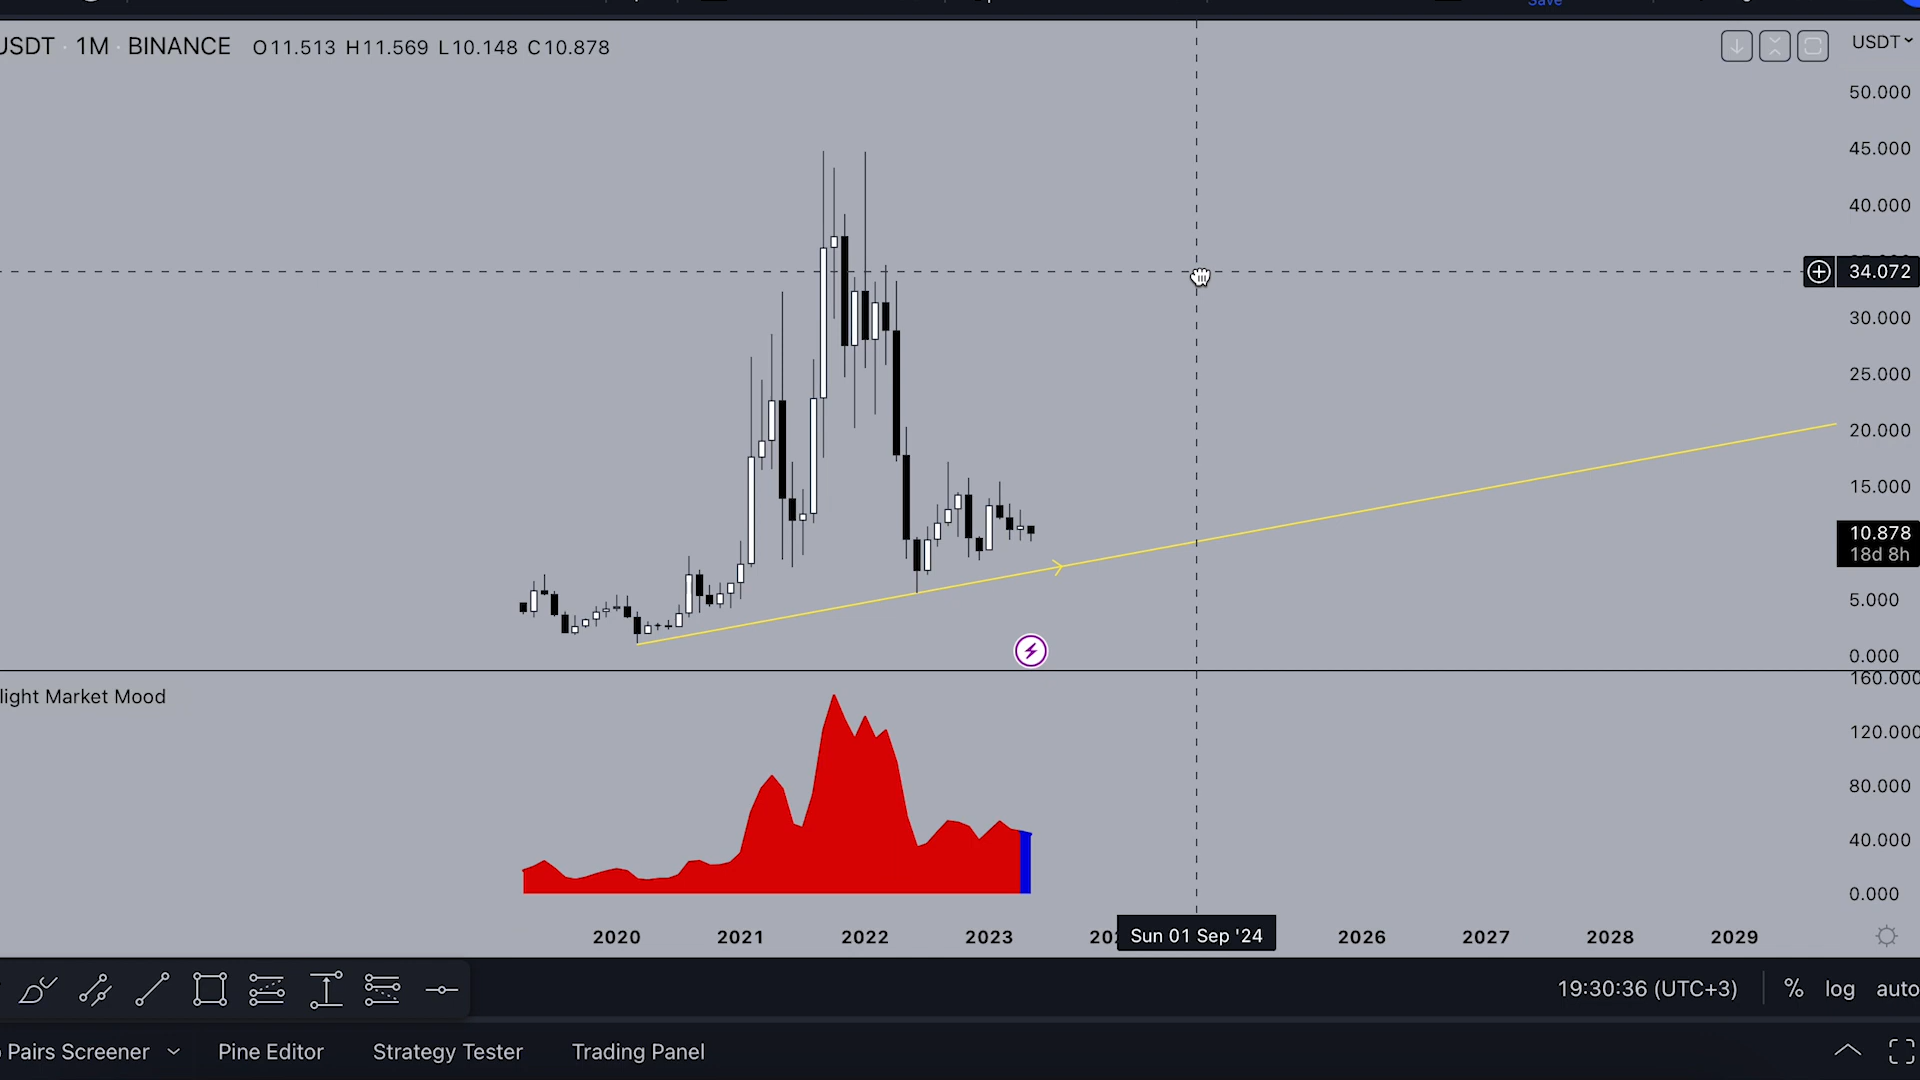 Save
USDT · 1M · BINANCE O11.513 H11.569 L10.148 C10.878
USDT
50.000
45.000
40.000
34.072
30.000
25.000
20.000
15.000
10.878
18d 8h
5.000
0.000
light Market Mood
160.000
120.000
80.000
40.000
0.000
2020 2021 2022 2023 Sun 01 Sep '24 2026 2027 2028 2029
19:30:36 (UTC+3) % log auto
Pairs Screener Pine Editor Strategy Tester Trading Panel